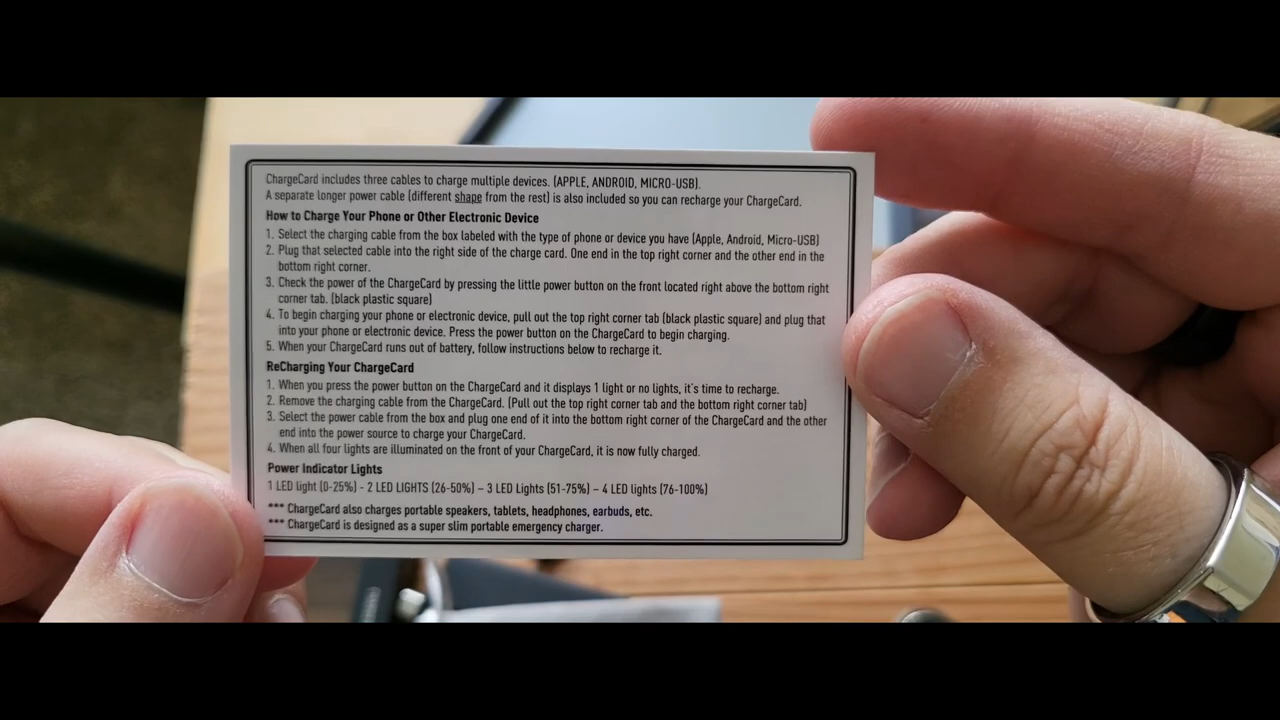 ChargeCard includes three cables to charge multiple devices. (APPLE, ANDROID, MICRO-USB).
A separate longer power cable (different shape from the rest) is also included so you can recharge your ChargeCard.
How to Charge Your Phone or Other Electronic Device
1. Select the charging cable from the box labeled with the type of phone or device you have (Apple, Android, Micro-USB)
2. Plug that selected cable into the right side of the charge card. One end in the top right corner and the other end in the
bottom right corner.
3. Check the power of the ChargeCard by pressing the little power button on the front located right above the bottom right
corner tab. (black plastic square)
4. To begin charging your phone or electronic device, pull out the top right corner tab (black plastic square) and plug that
into your phone or electronic device. Press the power button on the ChargeCard to begin charging.
5. When your ChargeCard runs out of battery, follow instructions below to recharge it.
ReCharging Your ChargeCard
1. When you press the power button on the ChargeCard and it displays 1 light or no lights, it's time to recharge.
2. Remove the charging cable from the ChargeCard. (Pull out the top right corner tab and the bottom right corner tab)
3. Select the power cable from the box and plug one end of it into the bottom right corner of the ChargeCard and the other
end into the power source to charge your ChargeCard.
4. When all four lights are illuminated on the front of your ChargeCard, it is now fully charged.
Power Indicator Lights
1 LED light (0-25%) - 2 LED LIGHTS (26-50%) – 3 LED Lights (51-75%) – 4 LED lights (76-100%)
*** ChargeCard also charges portable speakers, tablets, headphones, earbuds, etc.
*** ChargeCard is designed as a super slim portable emergency charger.